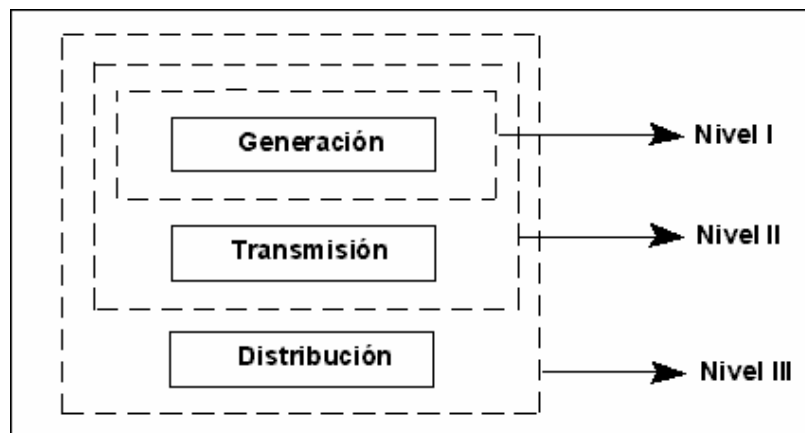 Generación
Nivel I
Transmisión
Nivel II
Distribución
Nivel III